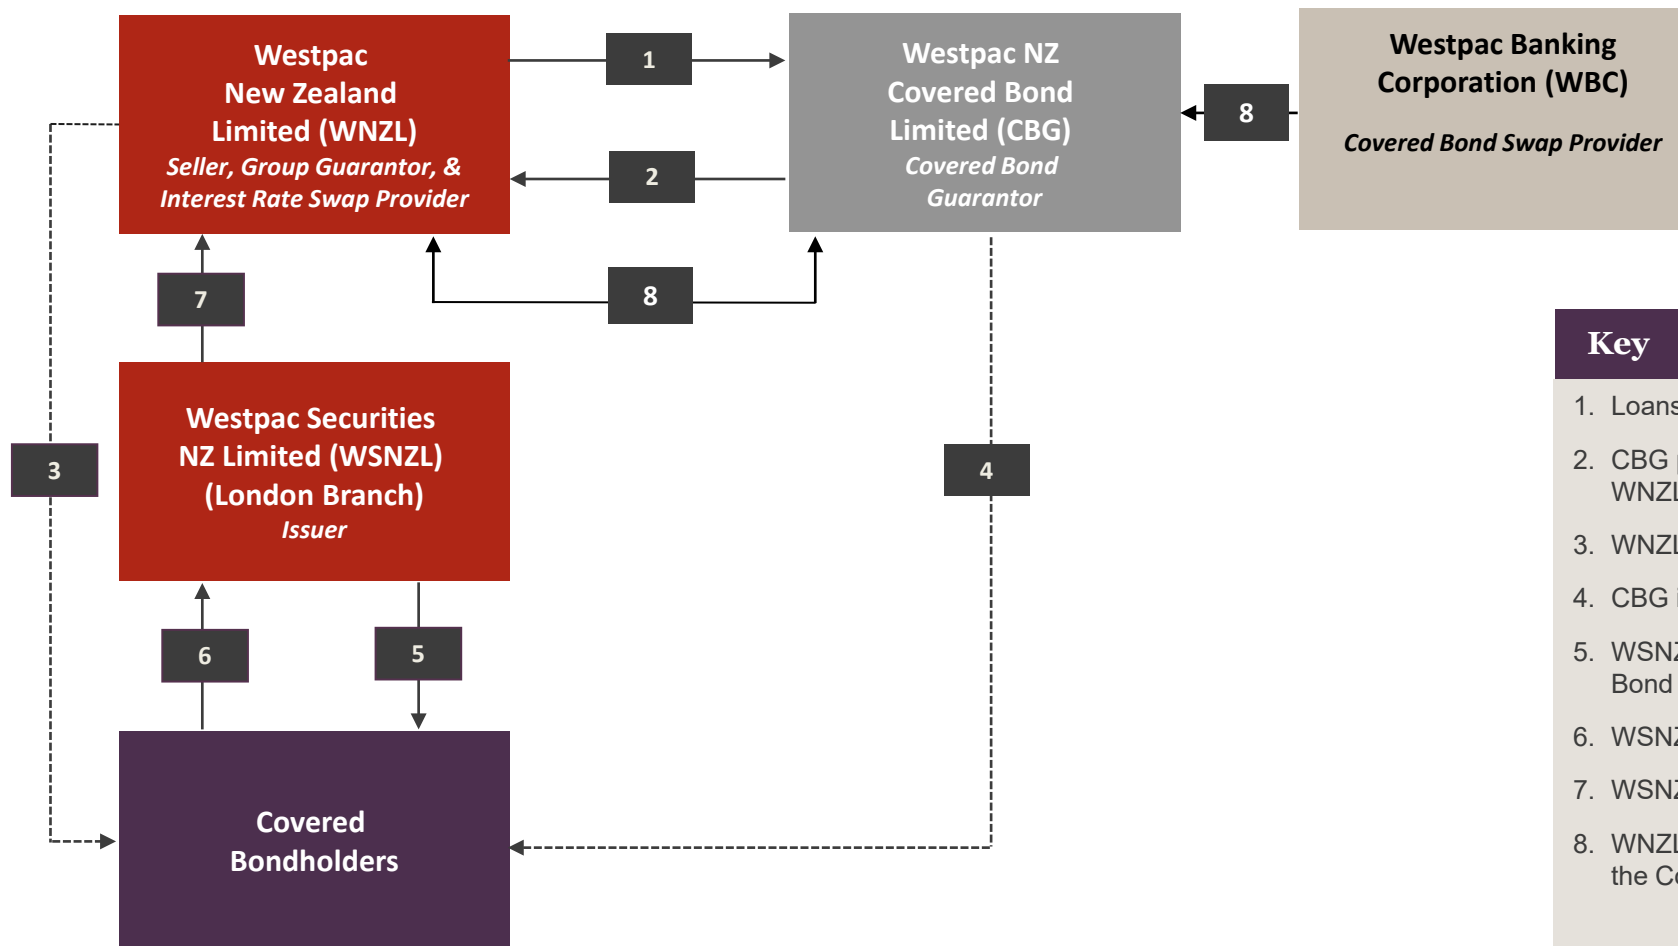 Westpac
New Zealand
Limited (WNZL)
Seller, Group Guarantor, &
Interest Rate Swap Provider
1
2
Westpac NZ
Covered Bond
Limited (CBG)
Covered Bond
Guarantor
8
Westpac Banking
Corporation (WBC)
Covered Bond Swap Provider
8
7
3
Westpac Securities
NZ Limited (WSNZL)
(London Branch)
Issuer
4
6
5
Covered
Bondholders
Key
1. Loans
2. CBG
WNZL
3. WNZL
4. CBG
5.
Bond
6.
7.
8. WNZL
the